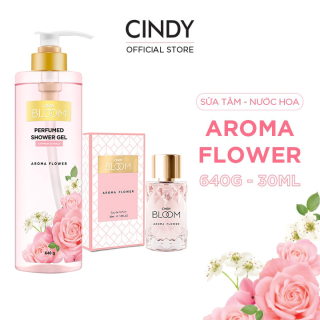 CINDY
OFFICIAL STORE
SỮA TẮM - NƯỚC HOA
AROMA
FLOWER
640G - 30ML
BLOOM
PERFUMED
SHOWER GEL
AROMA FLOWER
640 g
BLOOM
AROMA FLOWER
CINDY
BLOOM
AROMA FLOWER